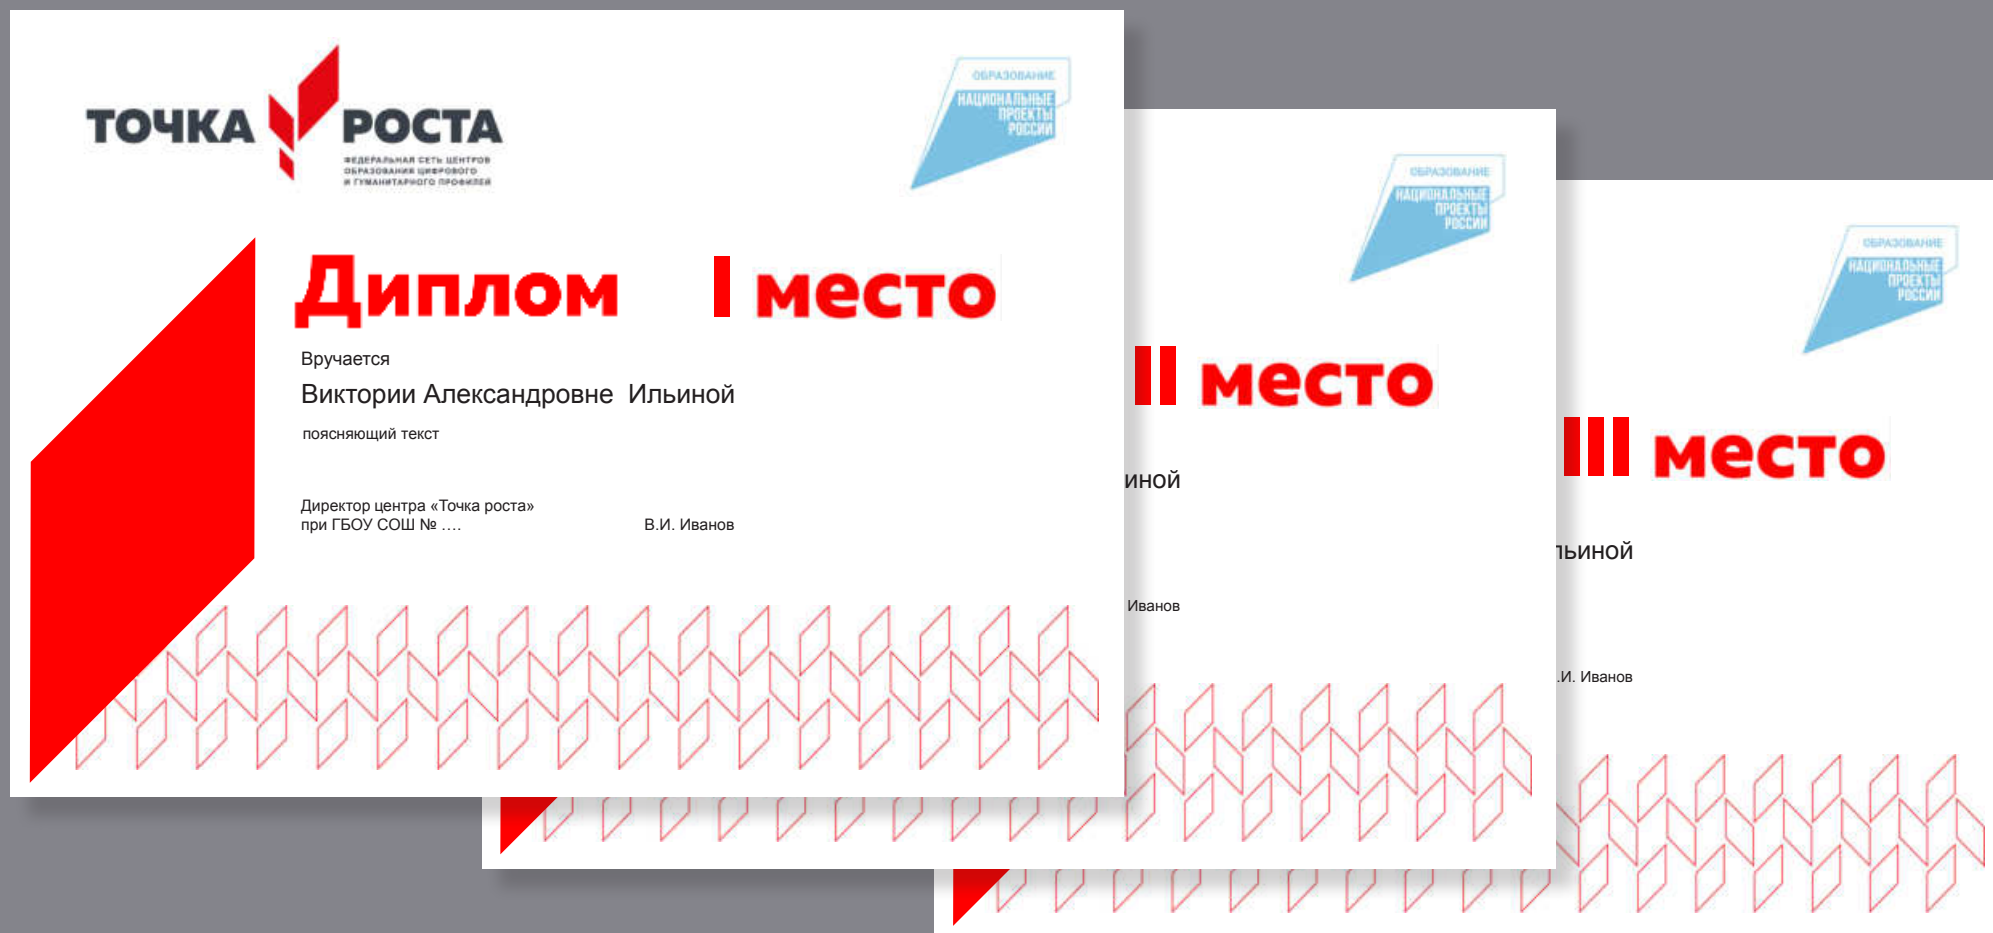 ТОЧКА РОСТА
ФЕДЕРАЛЬНАЯ СЕТЬ ЦЕНТРОВ
ОБРАЗОВАНИЯ ЦИФРОВОГО
И ГУМАНИТАРНОГО ПРОФИЛЕЙ
ОБРАЗОВАНИЕ
НАЦИОНАЛЬНЫЕ
ПРОЕКТЫ
РОССИИ
Диплом I место
Вручается
Виктории Александровне Ильиной
поясняющий текст
Директор центра «Точка роста»
при ГБОУ СОШ № .... В.И. Иванов
ОБРАЗОВАНИЕ
НАЦИОНАЛЬНЫЕ
ПРОЕКТЫ
РОССИИ
II место
иной
Иванов
ОБРАЗОВАНИЕ
НАЦИОНАЛЬНЫЕ
ПРОЕКТЫ
РОССИИ
III место
льиной
.И. Иванов